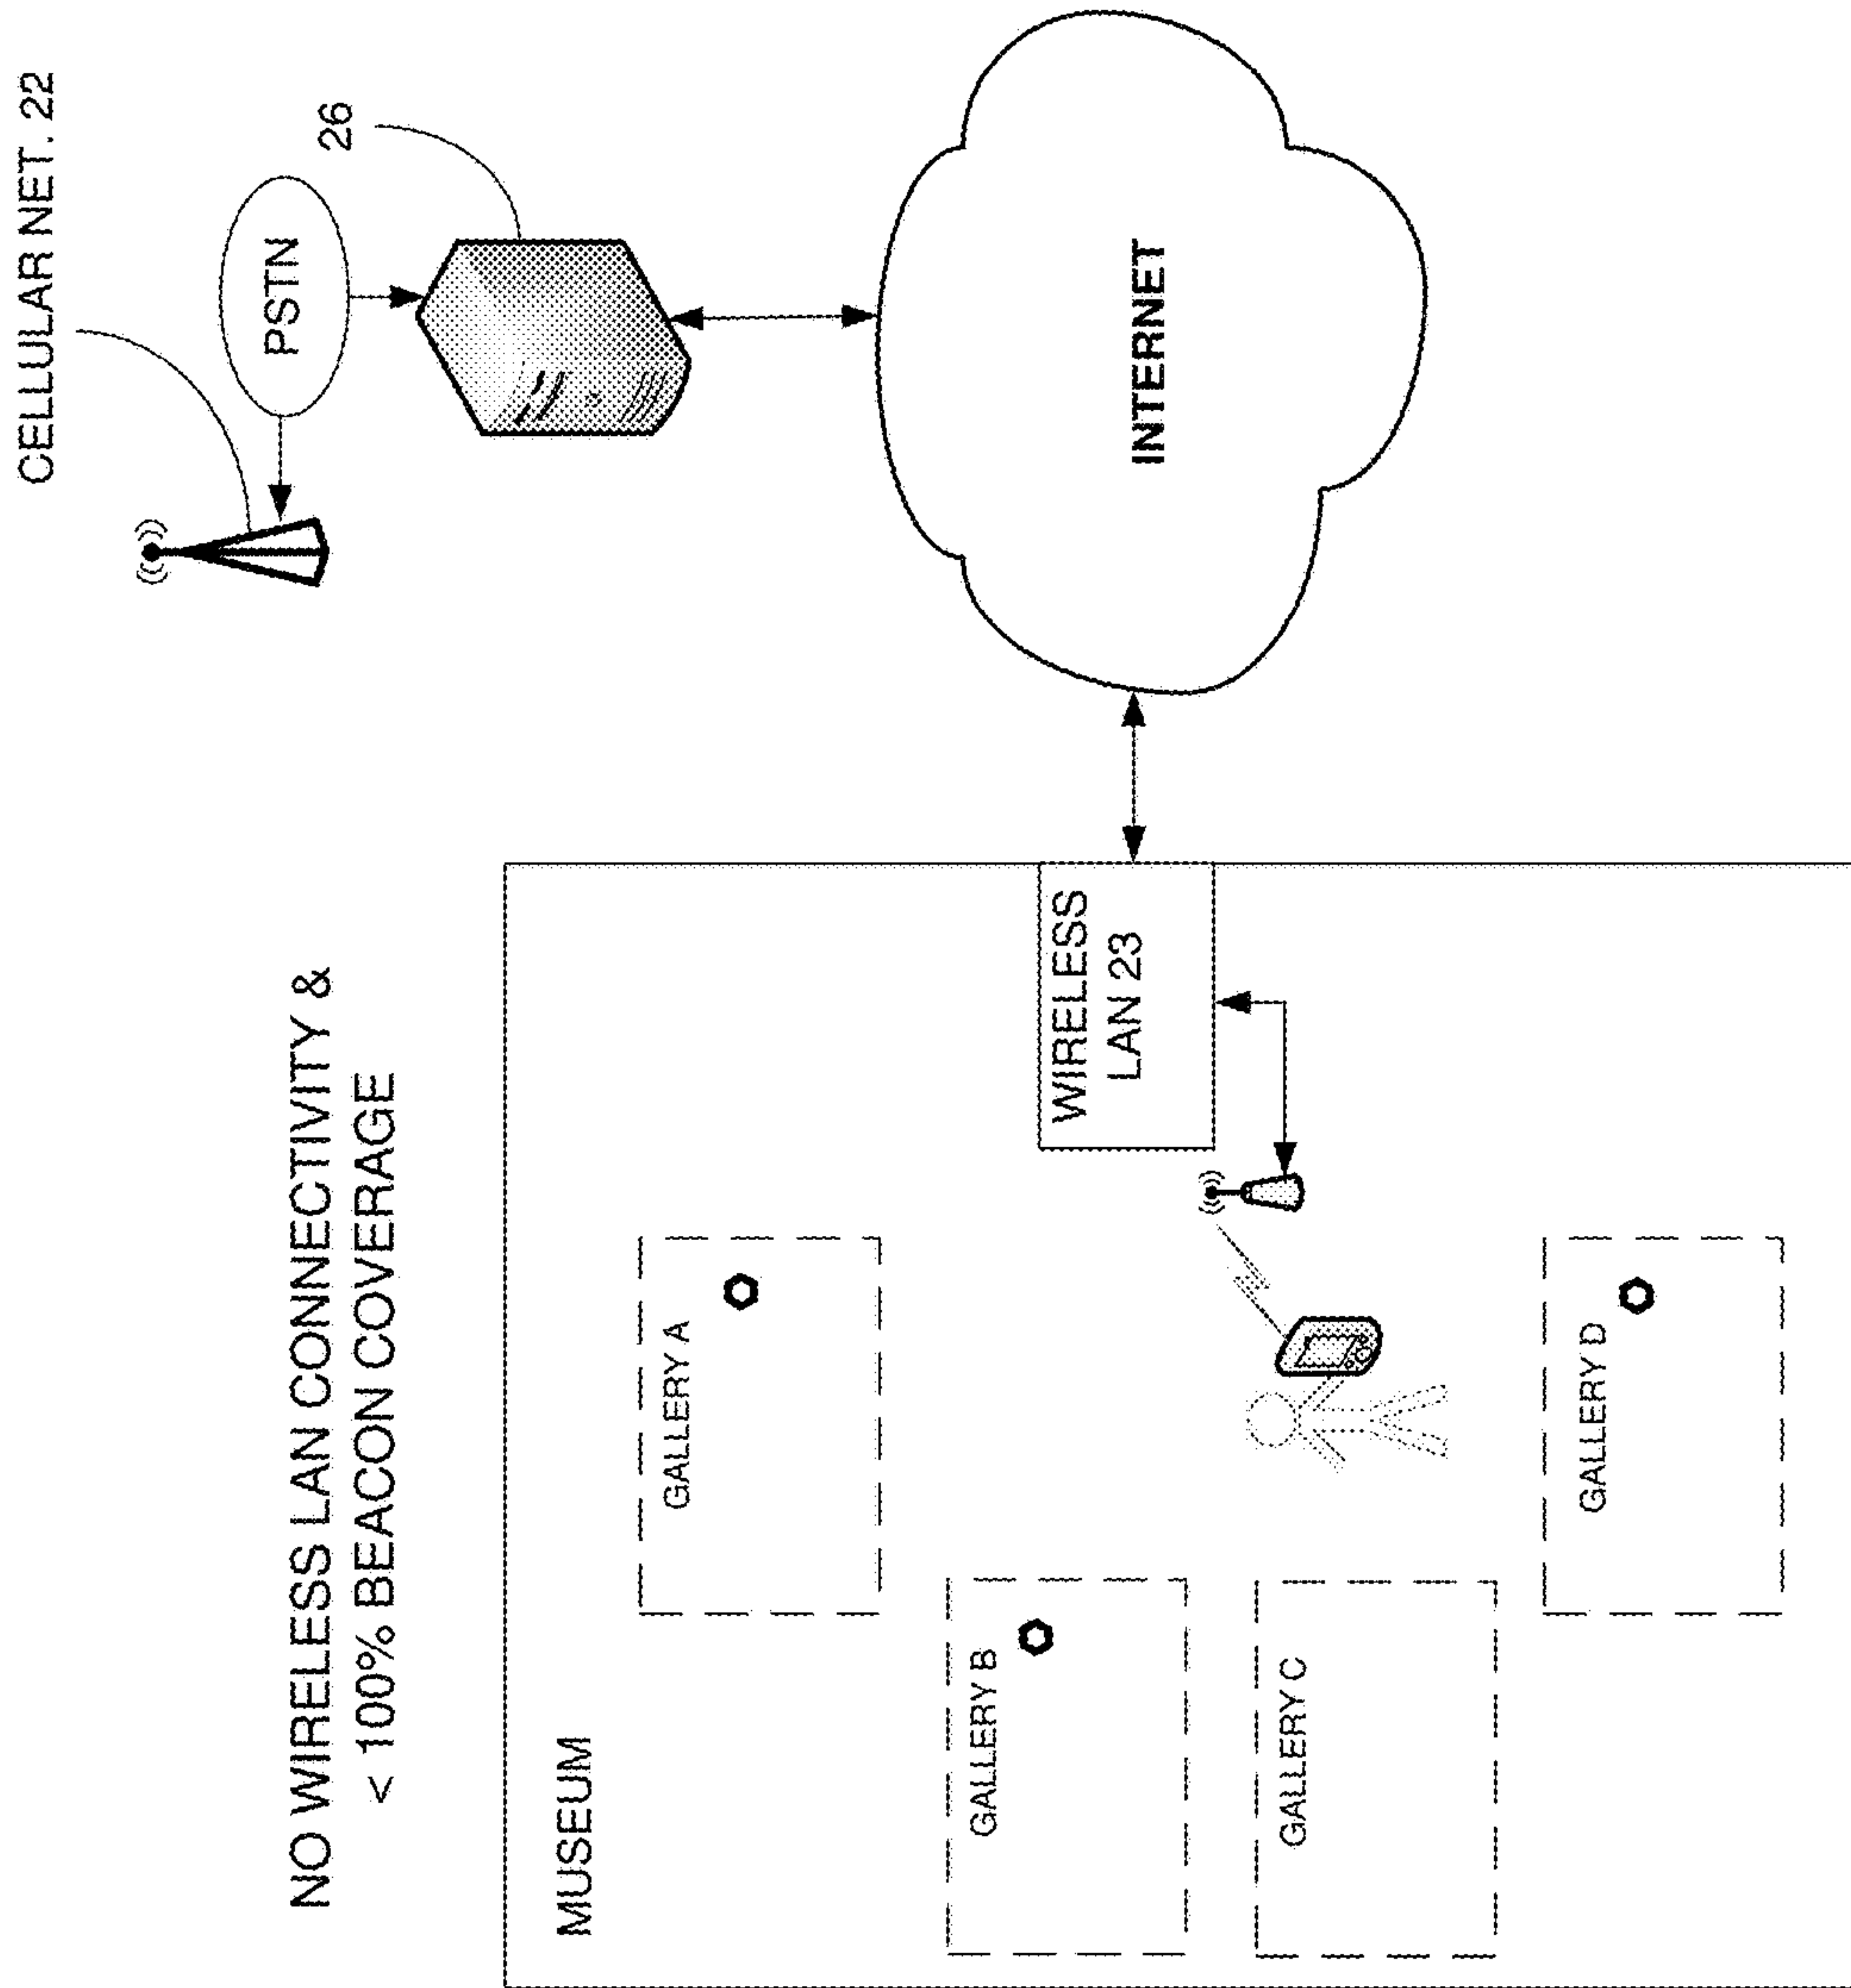 NO WIRELESS LAN CONNECTIVITY &
< 100% BEACON COVERAGE
CELLULAR NET. 22
PSTN
26
MUSEUM
GALLERY A
GALLERY B
GALLERY C
GALLERY D
WIRELESS
LAN 23
INTERNET